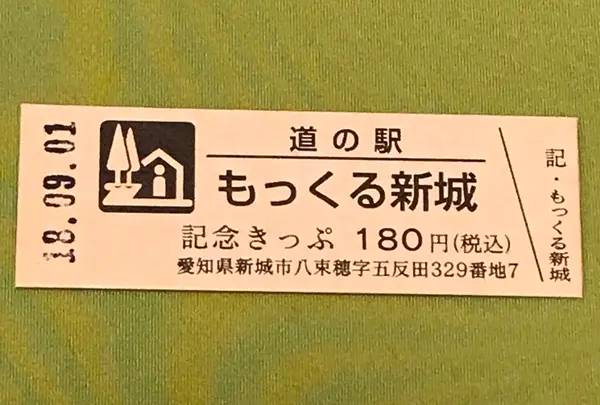 18.09.01
道の駅
もっくる新城
記念きっぷ 180円(税込)
愛知県新城市八束穂字五反田329番地7
記・もっくる新城